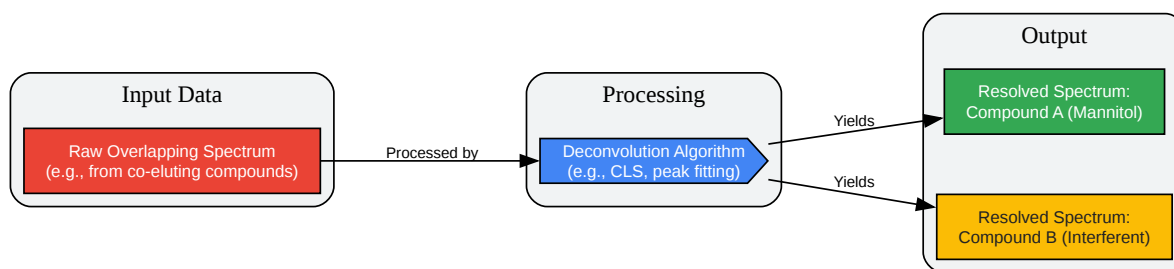 Input Data
Raw Overlapping Spectrum
(e.g., from co-eluting compounds)
Processed by
Processing
Deconvolution Algorithm
(e.g., CLS, peak fitting)
Yields
Yields
Output
Resolved Spectrum:
Compound A (Mannitol)
Resolved Spectrum:
Compound B (Interferent)